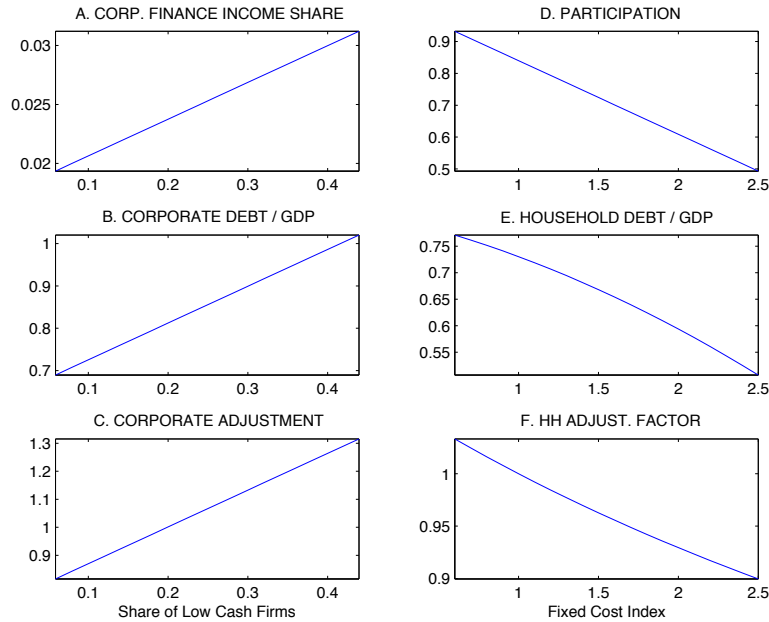 A. CORP. FINANCE INCOME SHARE
0.03
0.025
0.02
0.1 0.2 0.3 0.4
D. PARTICIPATION
0.9
0.8
0.7
0.6
0.5
1 1.5 2 2.5
B. CORPORATE DEBT / GDP
1
0.9
0.8
0.7
0.1 0.2 0.3 0.4
E. HOUSEHOLD DEBT / GDP
0.75
0.7
0.65
0.6
0.55
1 1.5 2 2.5
C. CORPORATE ADJUSTMENT
1.3
1.2
1.1
1
0.9
0.1 0.2 0.3 0.4
Share of Low Cash Firms
F. HH ADJUST. FACTOR
1
0.95
0.9
1 1.5 2 2.5
Fixed Cost Index